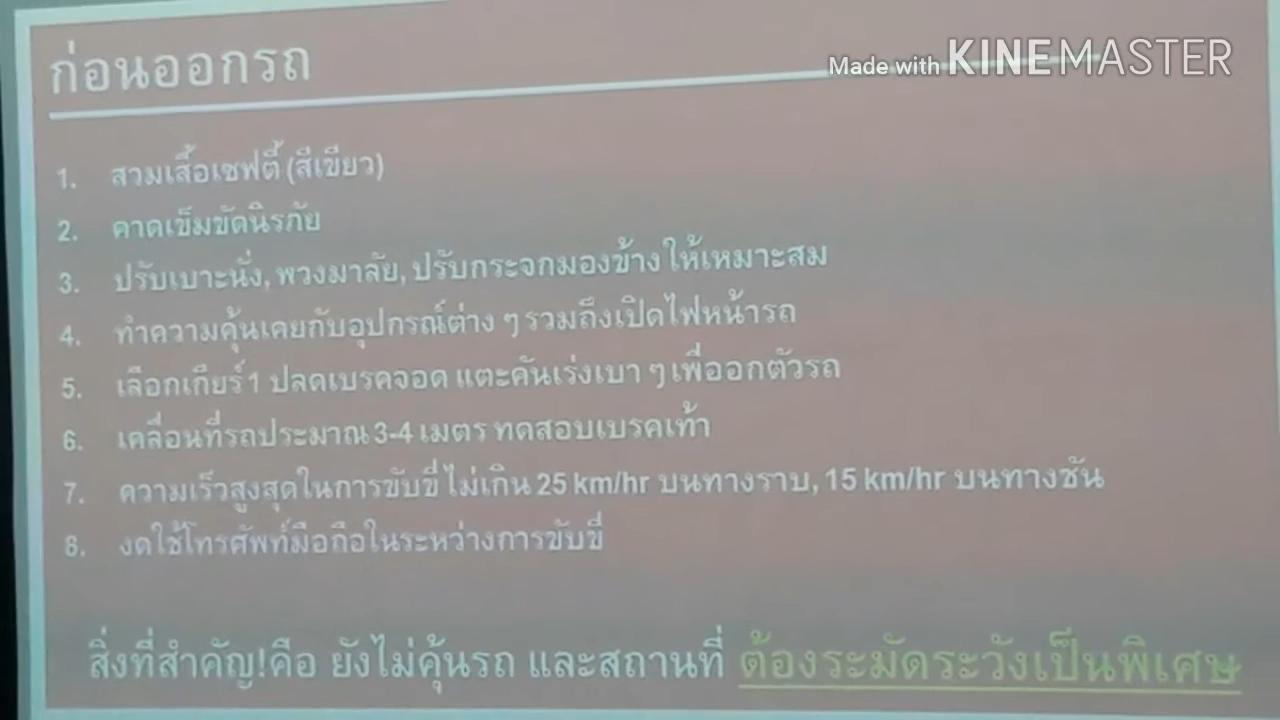 ก่อนออกรถ
Made with KINEMASTER
1. สวมเสื้อเซฟตี้ (สีเขียว)
2. คาดเข็มขัดนิรภัย
3. ปรับเบาะนั่ง, พวงมาลัย, ปรับกระจกมองข้าง ให้เหมาะสม
4. ทำความคุ้นเคยกับอุปกรณ์ต่าง ๆ รวมถึงเปิดไฟหน้ารถ
5. เลือกเกียร์ 1 ปลดเบรคจอด แตะคันเร่งเบา ๆ เพื่ออกตัวรถ
6. เคลื่อนที่รถประมาณ 3-4 เมตร ทดสอบเบรคเท้า
7. ความเร็วสูงสุดในการขับขี่ ไม่เกิน 25 km/hr บนทางราบ, 15 km/hr บนทางชัน
8. งดใช้โทรศัพท์มือถือในระหว่างการขับขี่
สิ่งที่สำคัญ!คือ ยังไม่คุ้นรถ และสถานที่ ต้องระมัดระวังเป็นพิเศษ